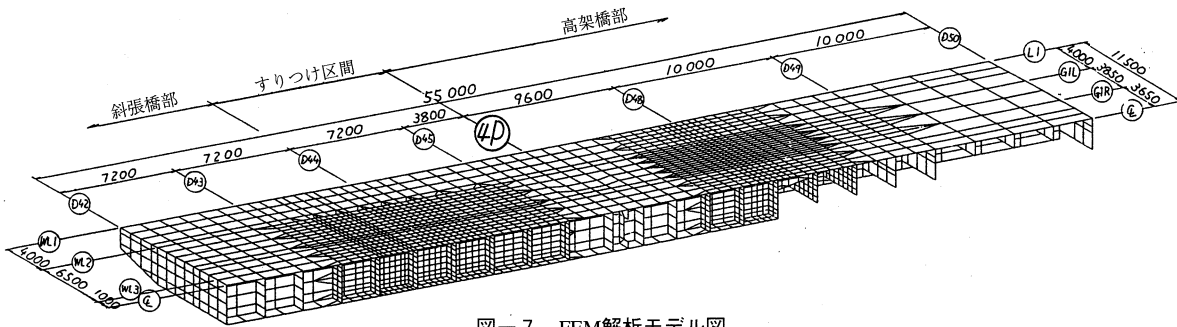 高架橋部
すりつけ区間
斜張橋部
55 000
10 000
10 000
9600
3800
7200
7200
7200
D50
D49
D48
4P
D45
D44
D43
D42
L1
G1L
G1R
℄
4000
3850
3650
11500
WL1
WL2
WL3
℄
4000
6500
1000
図－7 FEM解析モデル図